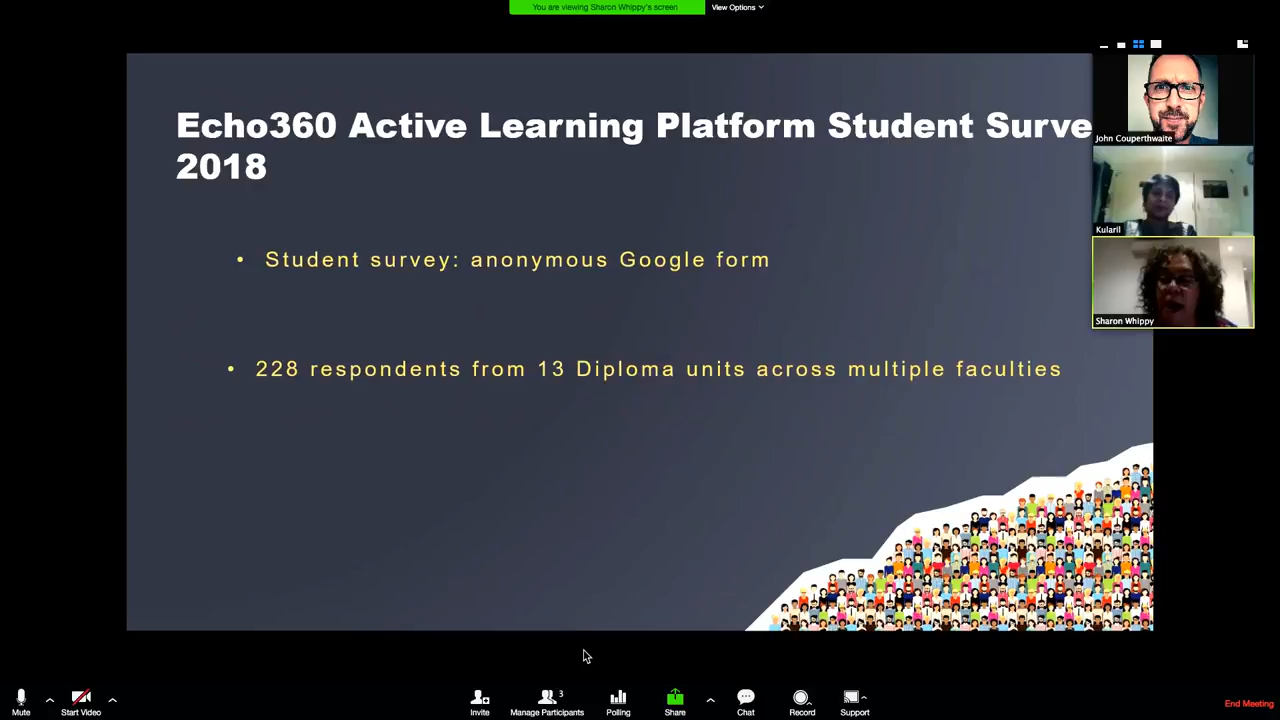 You are viewing Sharon Whippy's screen
View Options
Echo360 Active Learning Platform Student Surve
2018
• Student survey: anonymous Google form
• 228 respondents from 13 Diploma units across multiple faculties
John Couperthwaite
Kularil
Sharon Whippy
Mute
Start Video
Invite
3
Manage Participants
Polling
Share
Chat
Record
Support
End Meeting